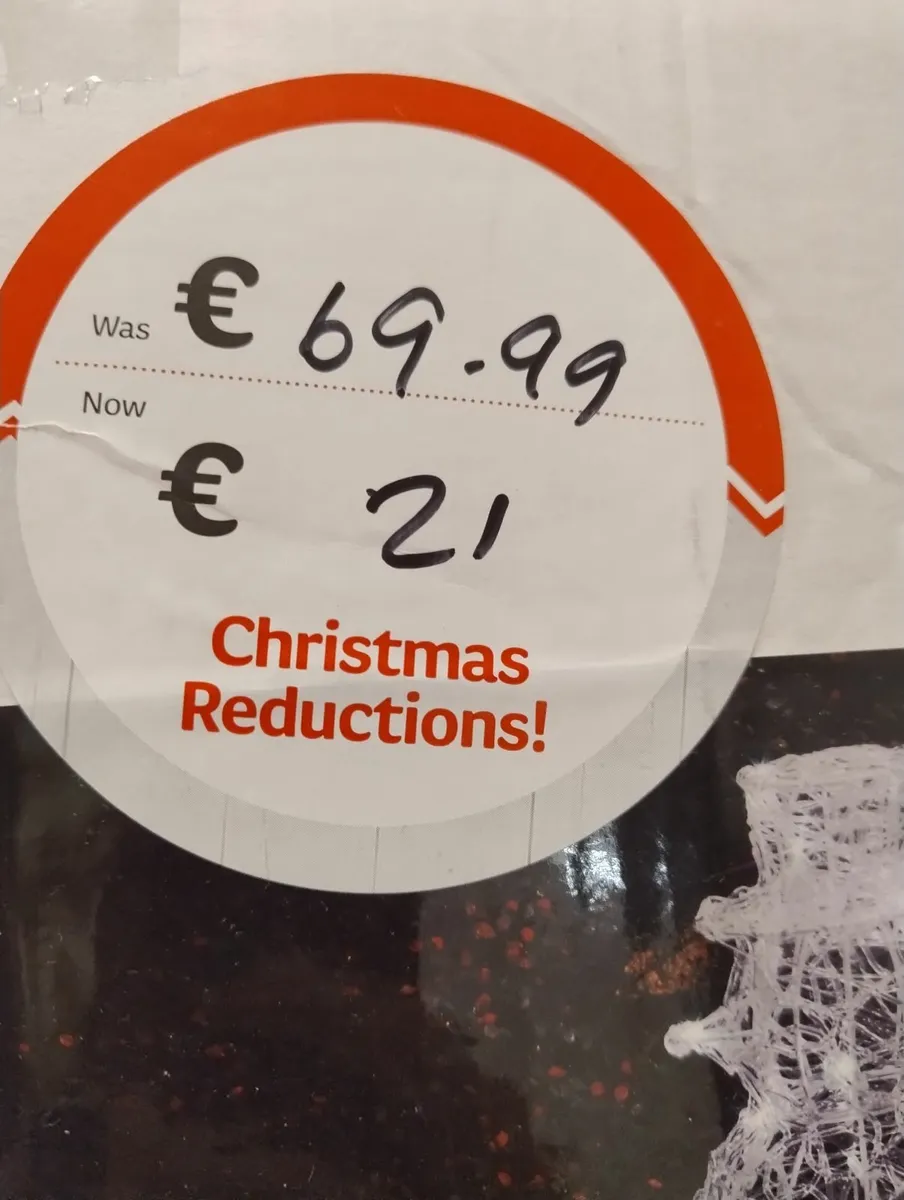 Was € 69.99
Now
€ 21
Christmas
Reductions!